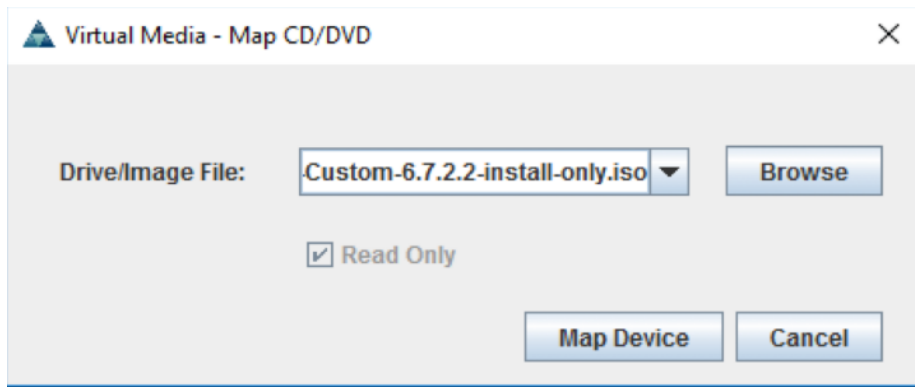 Virtual Media - Map CD/DVD
Drive/Image File: -Custom-6.7.2.2-install-only.iso Browse
Read Only
Map Device Cancel